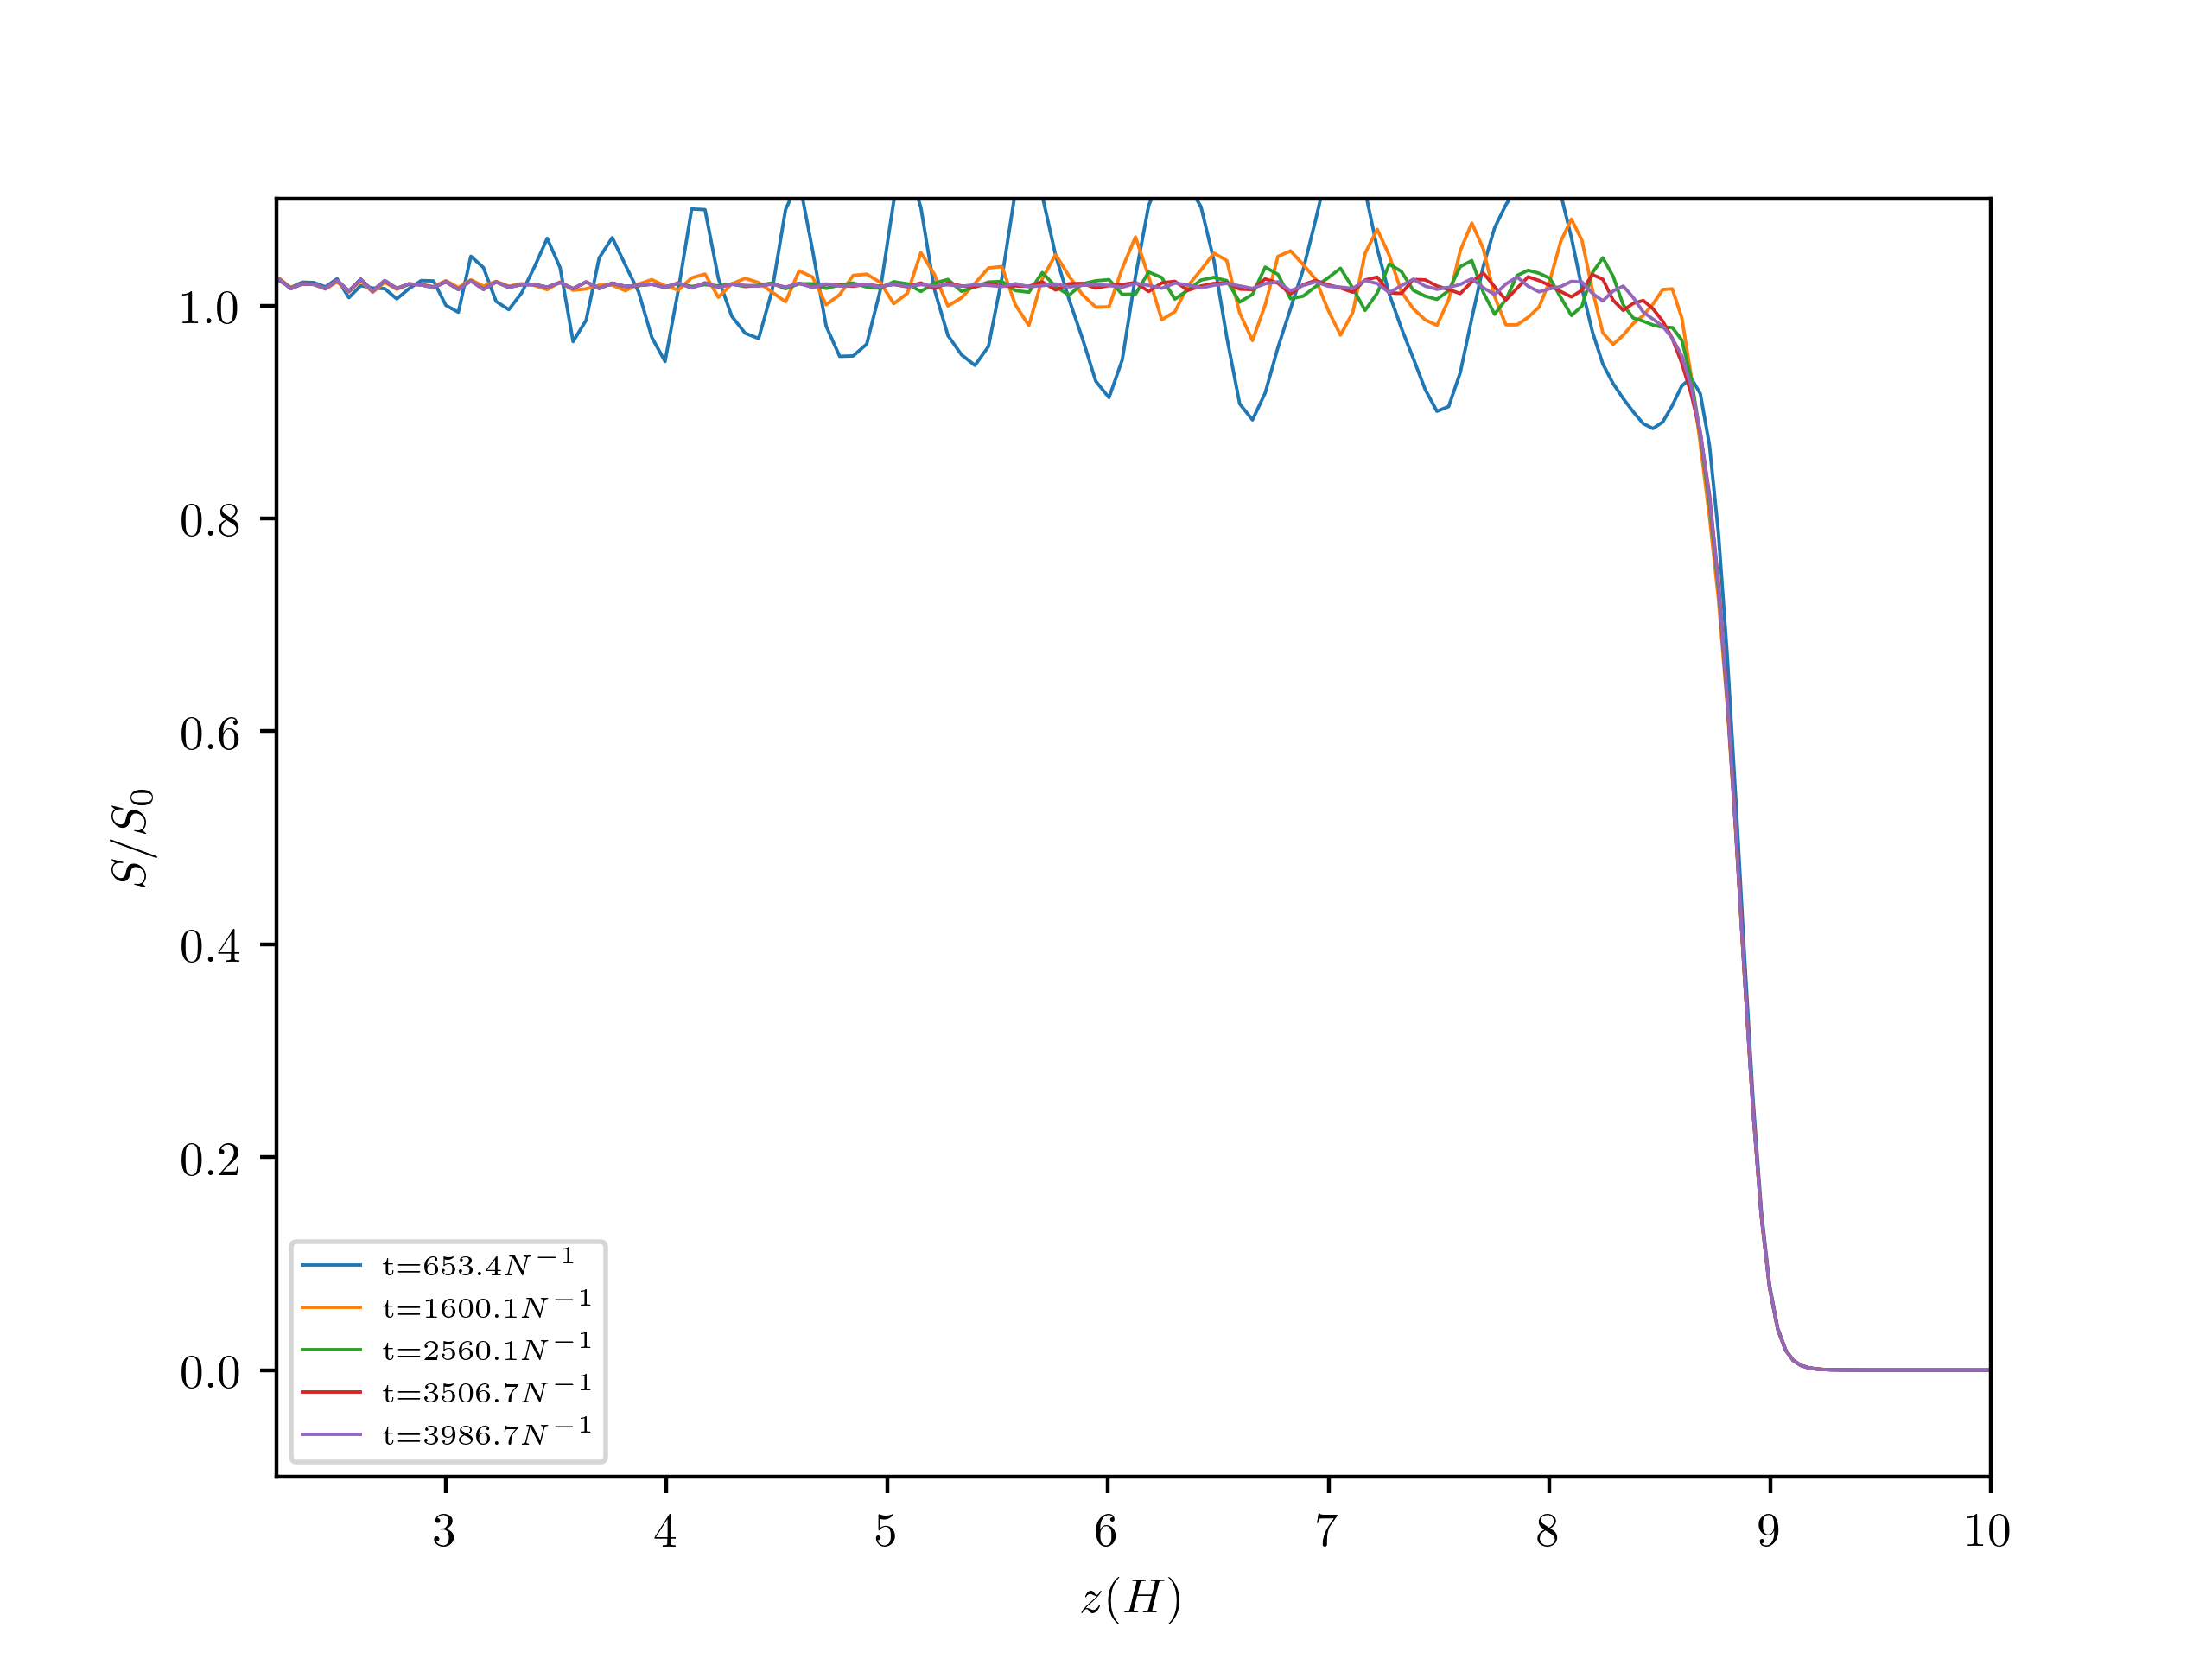 1.0
0.8
0.6
0.4
0.2
0.0
S/S₀
t=653.4N⁻¹
t=1600.1N⁻¹
t=2560.1N⁻¹
t=3506.7N⁻¹
t=3986.7N⁻¹
3 4 5 6 7 8 9 10
z(H)